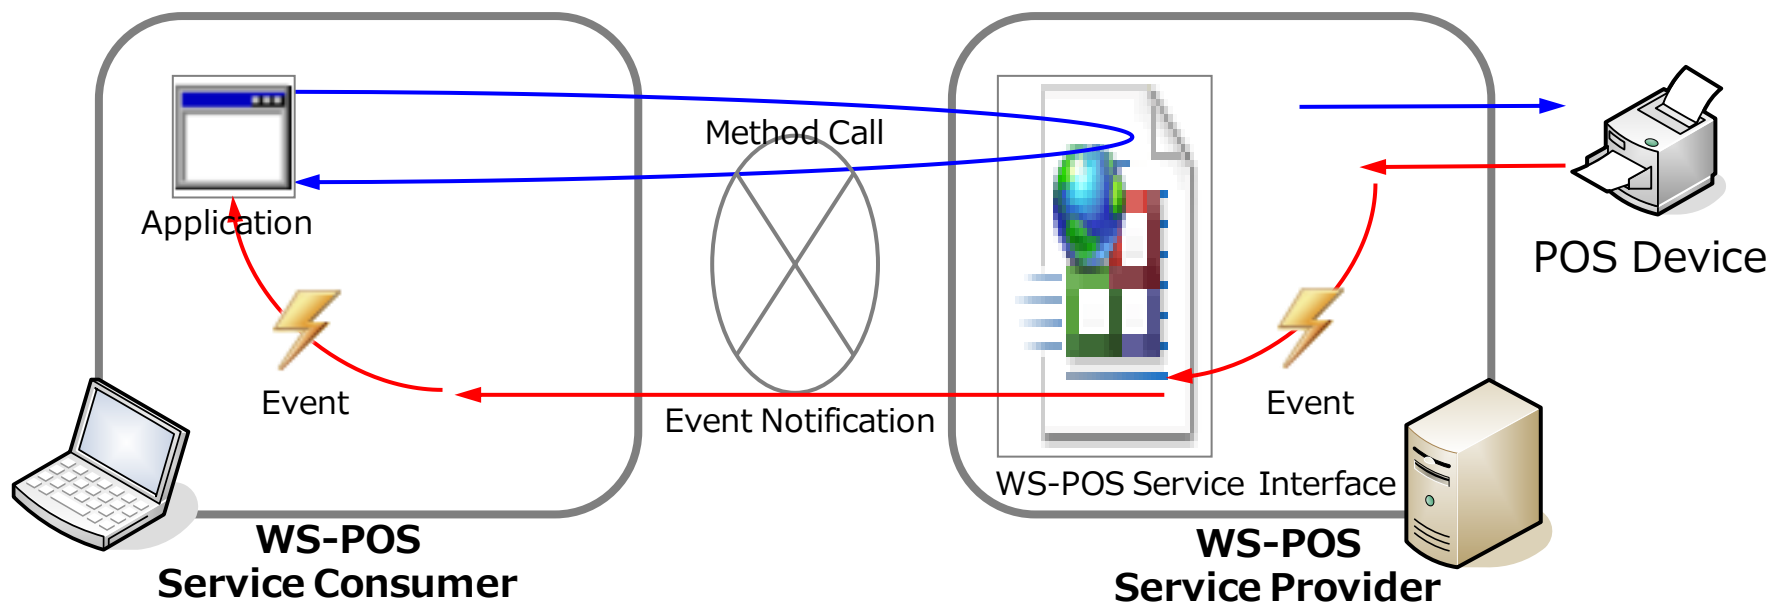 Method Call
Application
POS Device
Event
Event Notification
Event
WS-POS Service Interface
WS-POS
Service Consumer
WS-POS
Service Provider